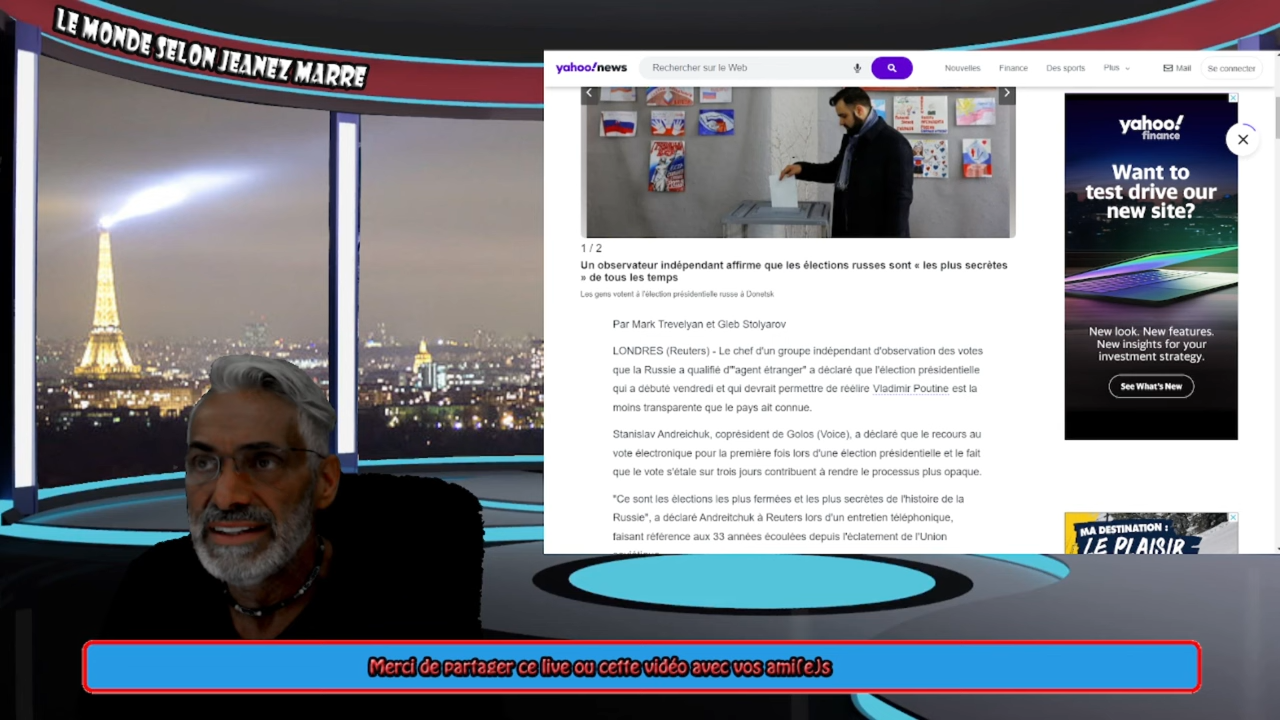 LE MONDE SELON JEANEZ MARRE
yahoo!news
Rechercher sur le Web
Nouvelles
Finance
Des sports
Plus
Mail
Se connecter
1 / 2
Un observateur indépendant affirme que les élections russes sont « les plus secrètes
» de tous les temps
Les gens votent à l'élection présidentielle russe à Donetsk
Par Mark Trevelyan et Gleb Stolyarov
LONDRES (Reuters) - Le chef d'un groupe indépendant d'observation des votes
que la Russie a qualifié d'"agent étranger" a déclaré que l'élection présidentielle
qui a débuté vendredi et qui devrait permettre de réélire Vladimir Poutine est la
moins transparente que le pays ait connue.
Stanislav Andreichuk, coprésident de Golos (Voice), a déclaré que le recours au
vote électronique pour la première fois lors d'une élection présidentielle et le fait
que le vote s'étale sur trois jours contribuent à rendre le processus plus opaque.
"Ce sont les élections les plus fermées et les plus secrètes de l'histoire de la
Russie", a déclaré Andreitchuk à Reuters lors d'un entretien téléphonique,
faisant référence aux 33 années écoulées depuis l'éclatement de l'Union
soviétique
yahoo!
finance
Want to
test drive our
new site?
New look. New features.
New insights for your
investment strategy.
See What's New
MA DESTINATION :
LE PLAISIR
Merci de partager ce live ou cette vidéo avec vos ami(e)s